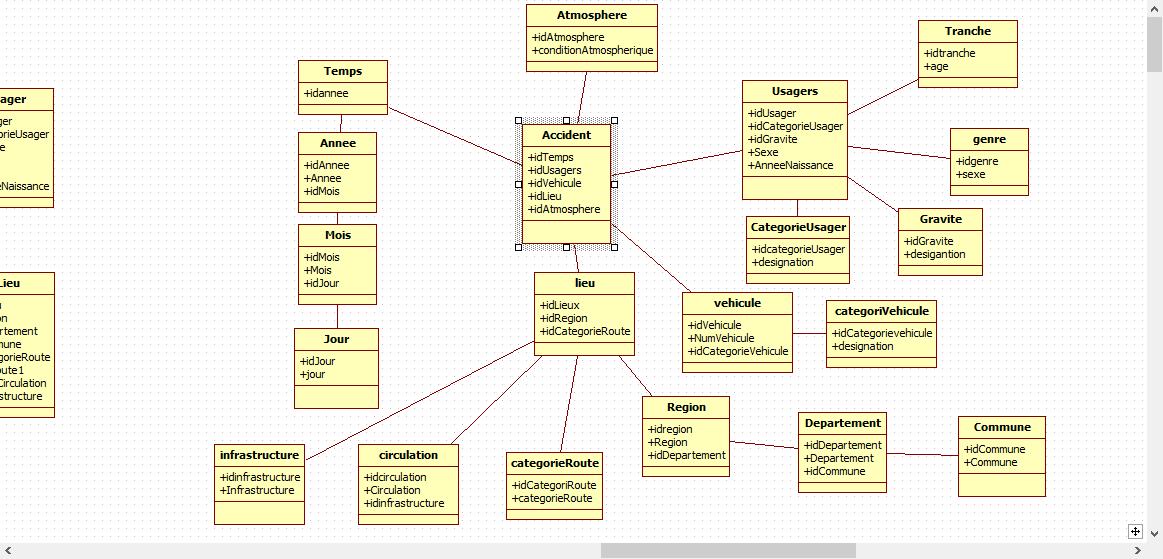 Atmosphere
+idAtmosphere
+conditionAtmospherique
Tranche
+idtranche
+age
Temps
+idannee
Usagers
+idUsager
+idCategorieUsager
+idGravite
+Sexe
+AnneeNaissance
ager
ger
orieUsager
e
eNaissance
Accident
+idTemps
+idUsagers
+idVehicule
+idLieu
+idAtmosphere
Annee
+idAnnee
+Annee
+idMois
genre
+idgenre
+sexe
Gravite
+idGravite
+desigantion
CategorieUsager
+idcategorieUsager
+designation
Mois
+idMois
+Mois
+idJour
Lieu
on
artement
mune
egorieRoute
oute1
Circulation
structure
lieu
+idLieux
+idRegion
+idCategorieRoute
vehicule
+idVehicule
+NumVehicule
+idCategorieVehicule
categoriVehicule
+idCategorievehicule
+designation
Jour
+idJour
+jour
Region
+idregion
+Region
+idDepartement
Departement
+idDepartement
+Departement
+idCommune
Commune
+idCommune
+Commune
infrastructure
+idinfrastructure
+Infrastructure
circulation
+idcirculation
+Circulation
+idinfrastructure
categorieRoute
+idCategoriRoute
+categorieRoute